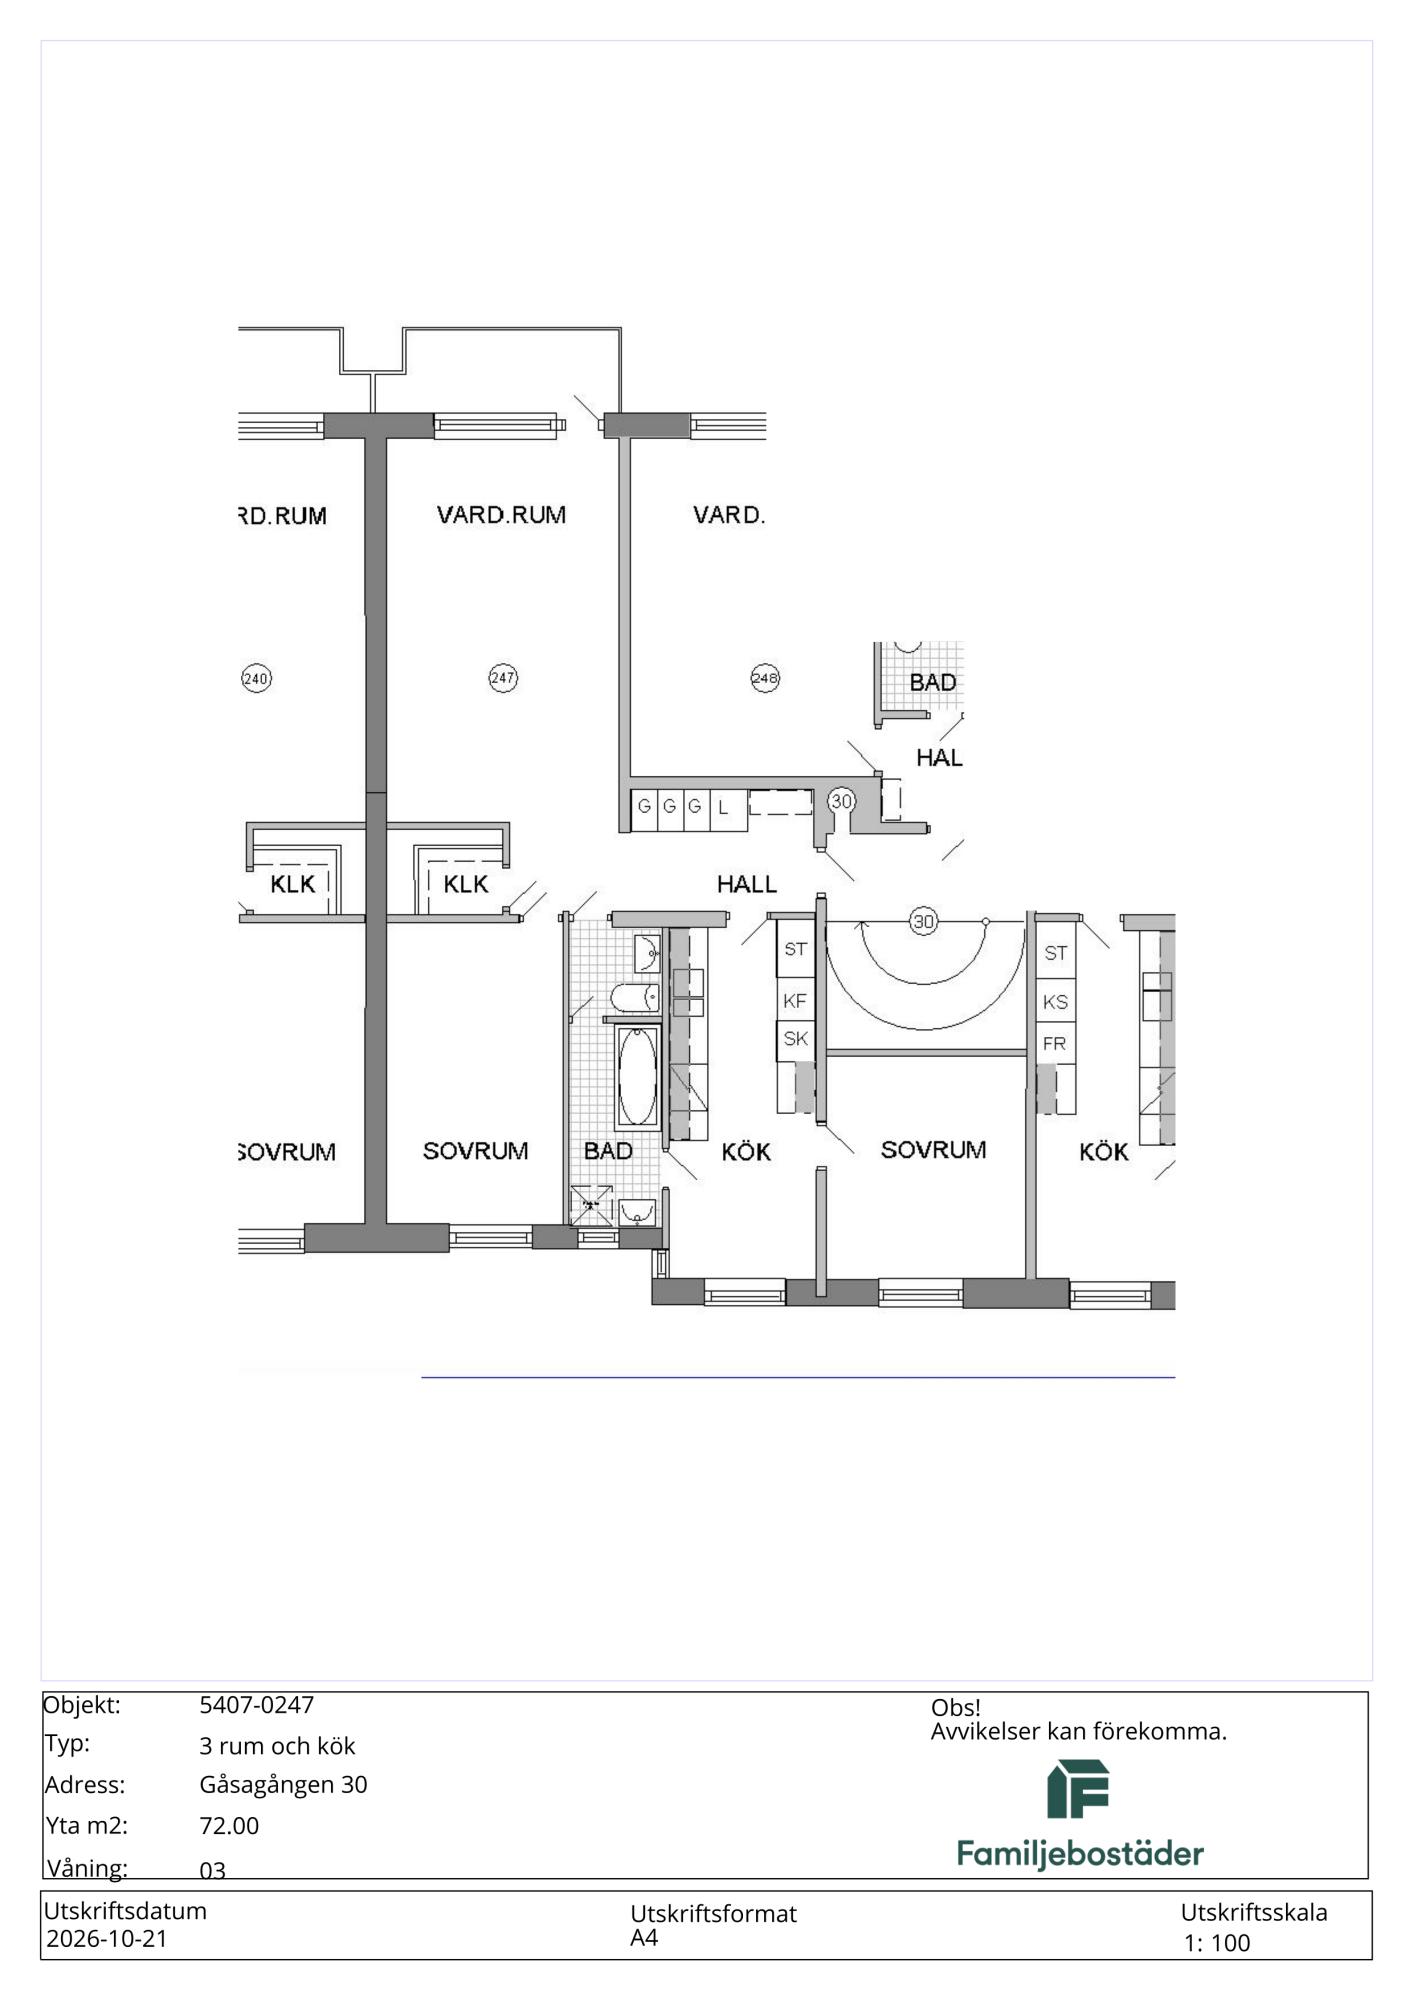 RD.RUM
VARD.RUM
VARD.
240
247
248
BAD
HAL
G G G L
30
KLK
KLK
HALL
30
ST
KF
SK
ST
KS
FR
SOVRUM
SOVRUM
BAD
KÖK
SOVRUM
KÖK
Objekt: 5407-0247
Typ: 3 rum och kök
Adress: Gåsagången 30
Yta m2: 72.00
Våning: 03
Obs!
Avvikelser kan förekomma.
F
Familjebostäder
Utskriftsdatum
2026-10-21
Utskriftsformat
A4
Utskriftsskala
1: 100